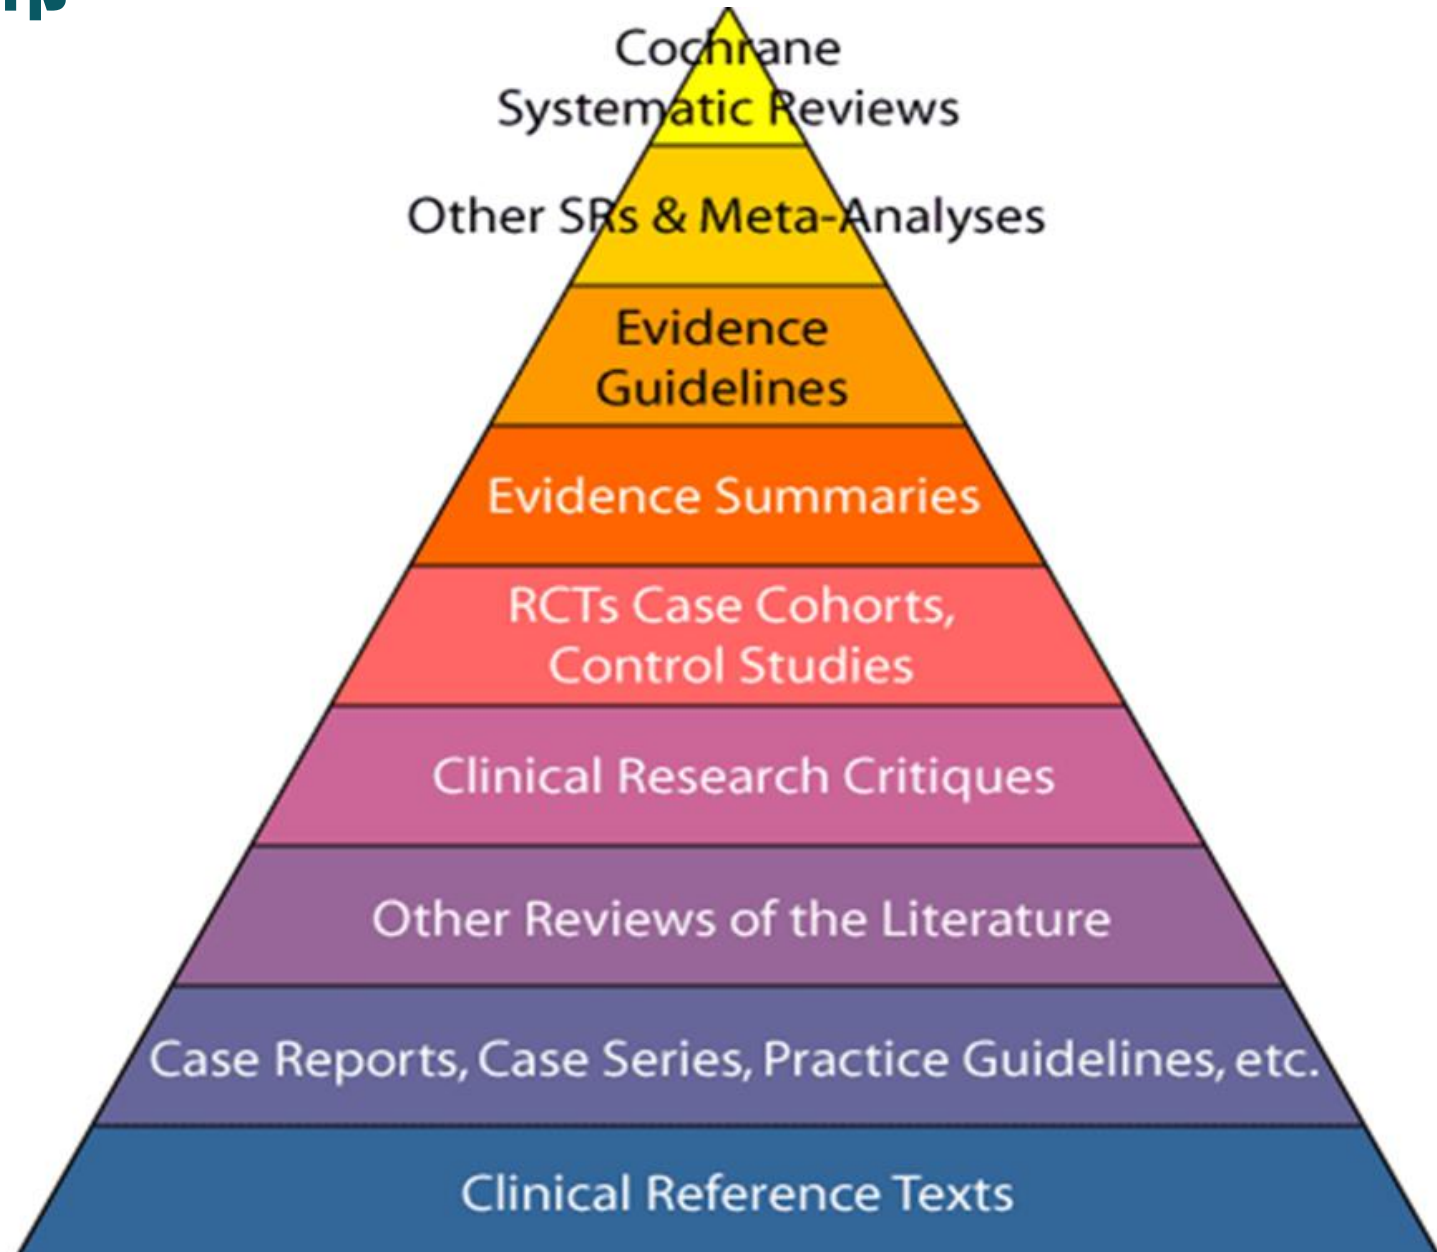 Cochrane
Systematic Reviews
Other SRs & Meta-Analyses
Evidence
Guidelines
Evidence Summaries
RCTs Case Cohorts,
Control Studies
Clinical Research Critiques
Other Reviews of the Literature
Case Reports, Case Series, Practice Guidelines, etc.
Clinical Reference Texts